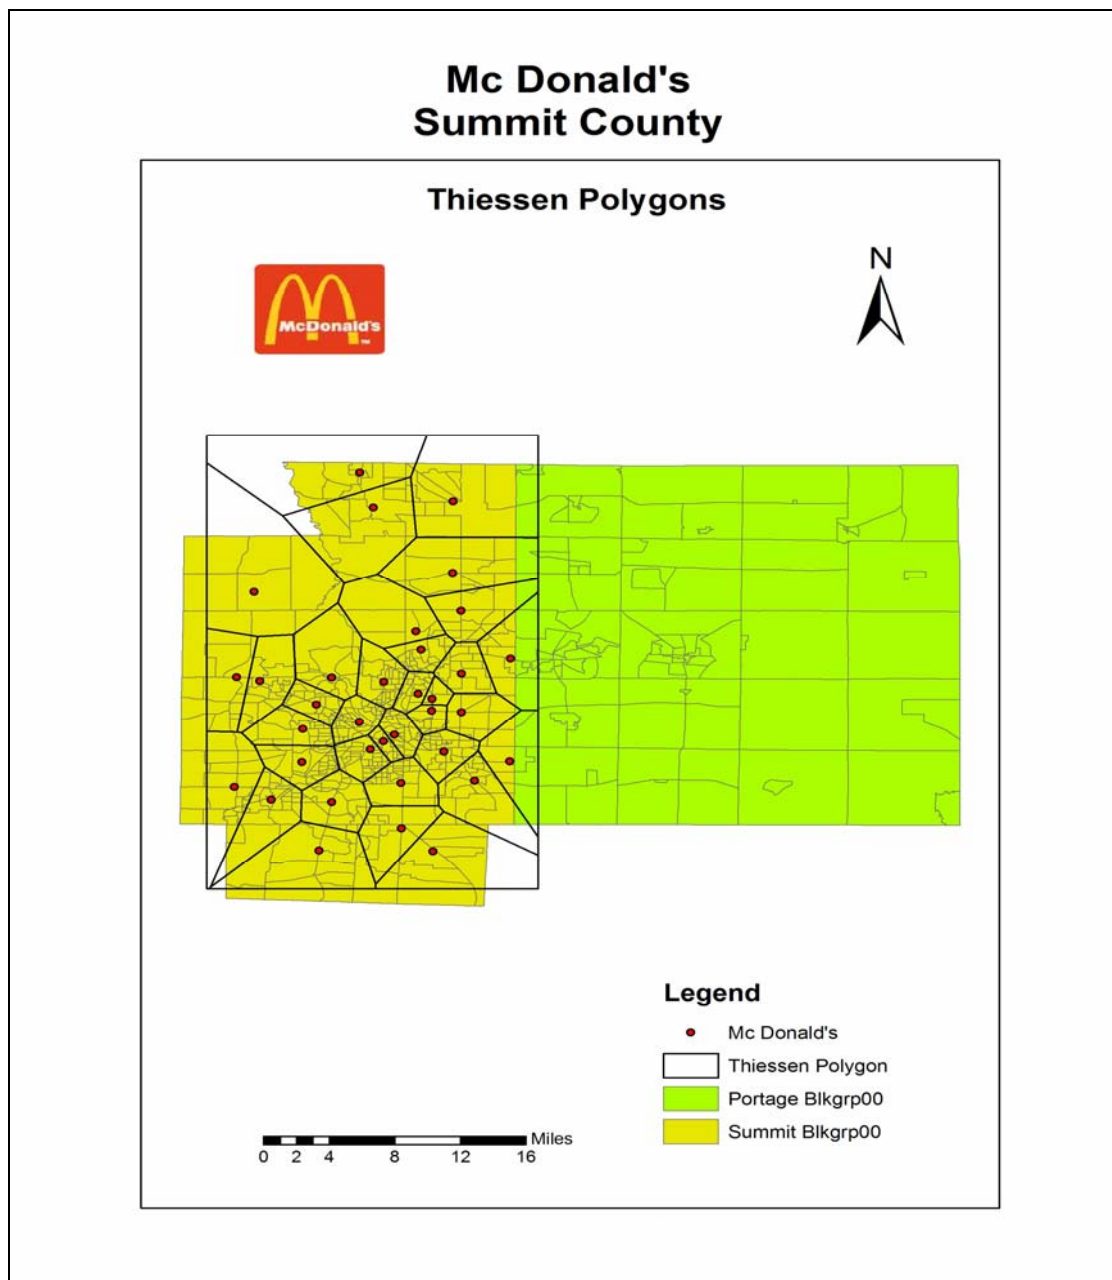 Mc Donald's
Summit County
Thiessen Polygons
N
McDonald's
TM
Legend
Mc Donald's
Thiessen Polygon
Portage Blkgrp00
Summit Blkgrp00
Miles
0 2 4 8 12 16